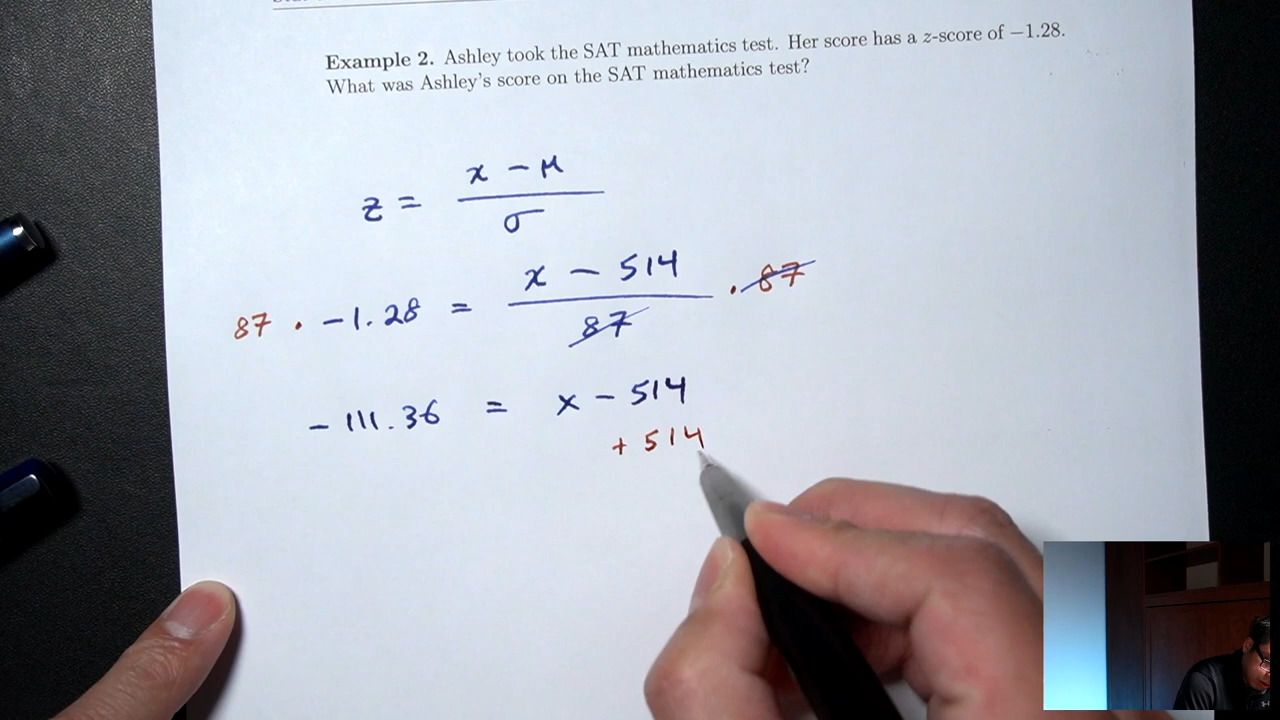 Example 2. Ashley took the SAT mathematics test. Her score has a z-score of −1.28.
What was Ashley's score on the SAT mathematics test?
z = x − μ / σ
87 · −1.28 = x − 514 / 87 · 87
−111.36 = x − 514
+ 514